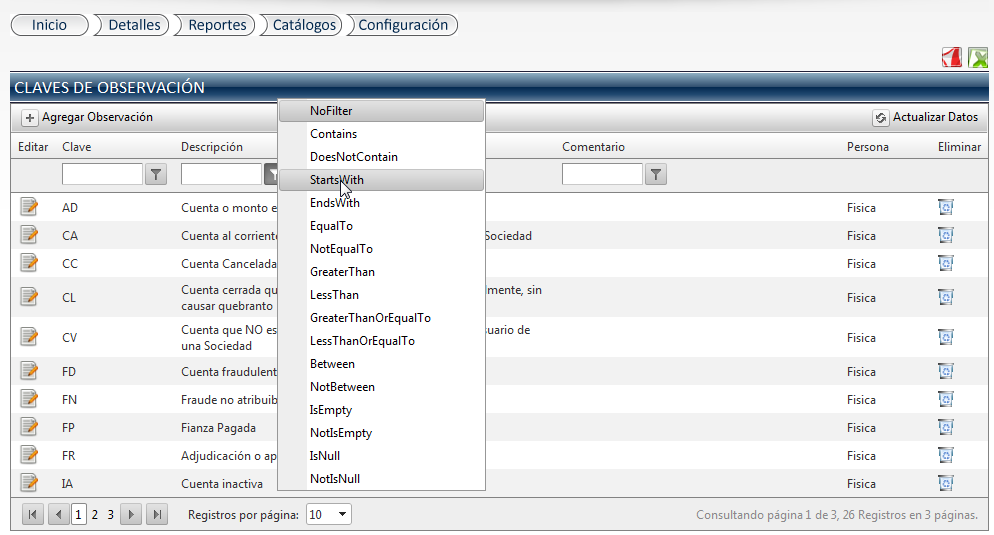 Inicio Detalles Reportes Catálogos Configuración
CLAVES DE OBSERVACIÓN
Agregar Observación Actualizar Datos
Editar Clave Descripción Comentario Persona Eliminar
NoFilter
Contains
DoesNotContain
StartsWith
EndsWith
EqualTo
NotEqualTo
GreaterThan
LessThan
GreaterThanOrEqualTo
LessThanOrEqualTo
Between
NotBetween
IsEmpty
NotIsEmpty
IsNull
NotIsNull
AD Cuenta o monto e Fisica
CA Cuenta al corriente Sociedad Fisica
CC Cuenta Cancelada Fisica
CL Cuenta cerrada qu lmente, sin
causar quebranto Fisica
CV Cuenta que NO es suario de
una Sociedad Fisica
FD Cuenta fraudulent Fisica
FN Fraude no atribuib Fisica
FP Fianza Pagada Fisica
FR Adjudicación o ap Fisica
IA Cuenta inactiva Fisica
1 2 3 Registros por página: 10 Consultando página 1 de 3, 26 Registros en 3 páginas.